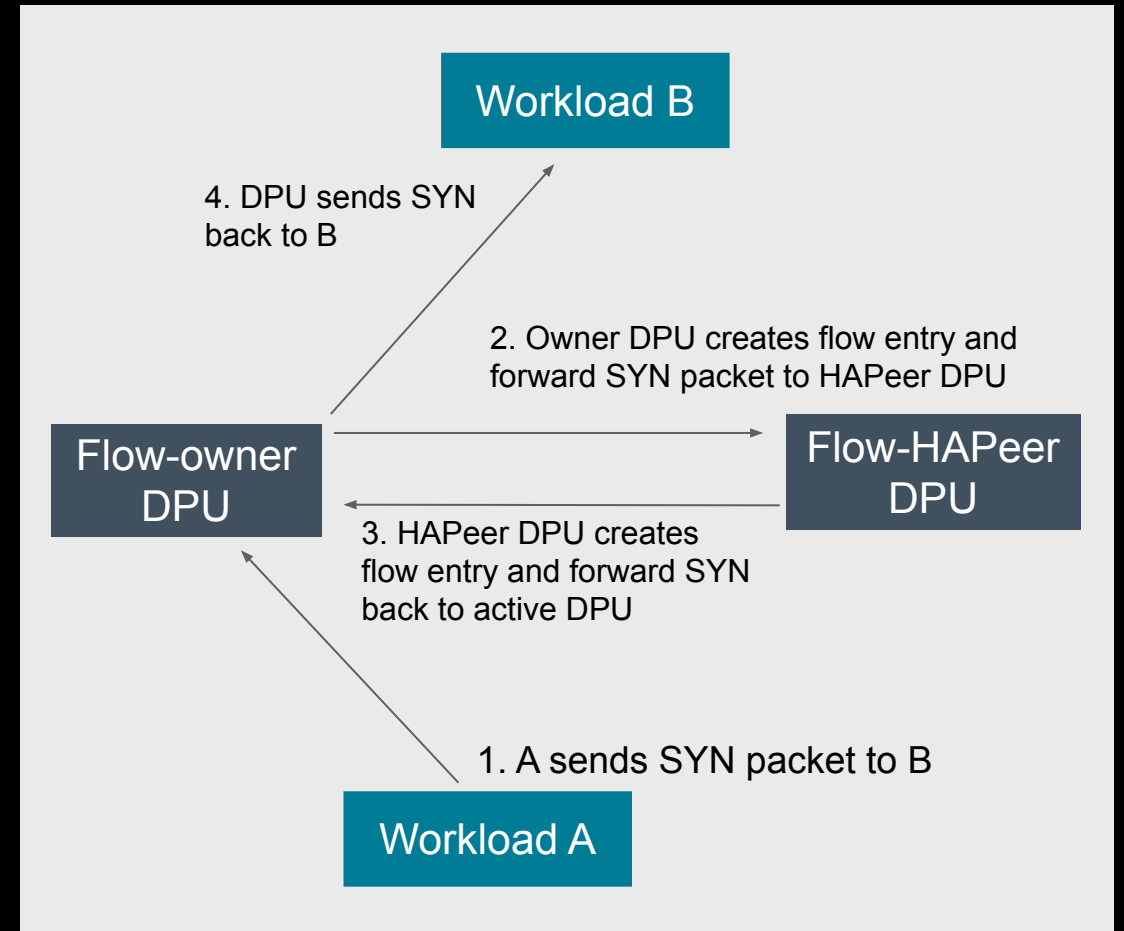 Workload B
4. DPU sends SYN
back to B
2. Owner DPU creates flow entry and
forward SYN packet to HAPeer DPU
Flow-owner
DPU
Flow-HAPeer
DPU
3. HAPeer DPU creates
flow entry and forward SYN
back to active DPU
1. A sends SYN packet to B
Workload A